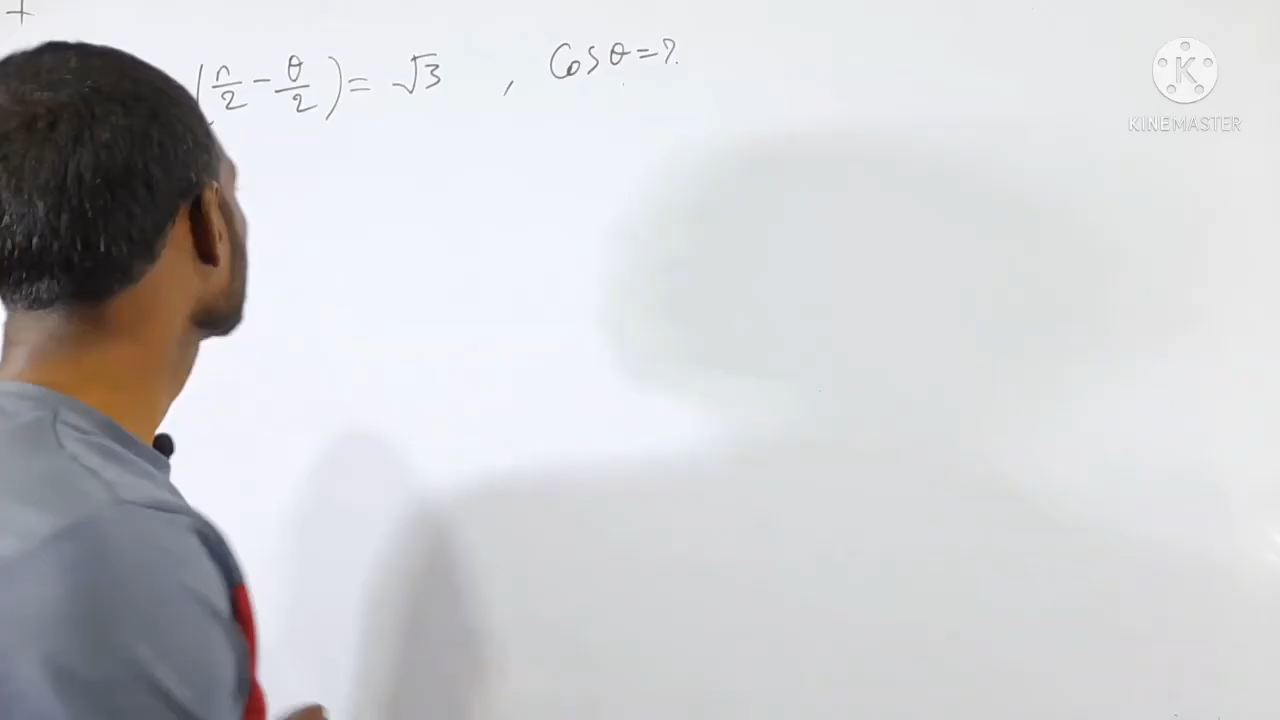 +
(π/2 - θ/2) = √3 , Cosθ=?
K
KINEMASTER